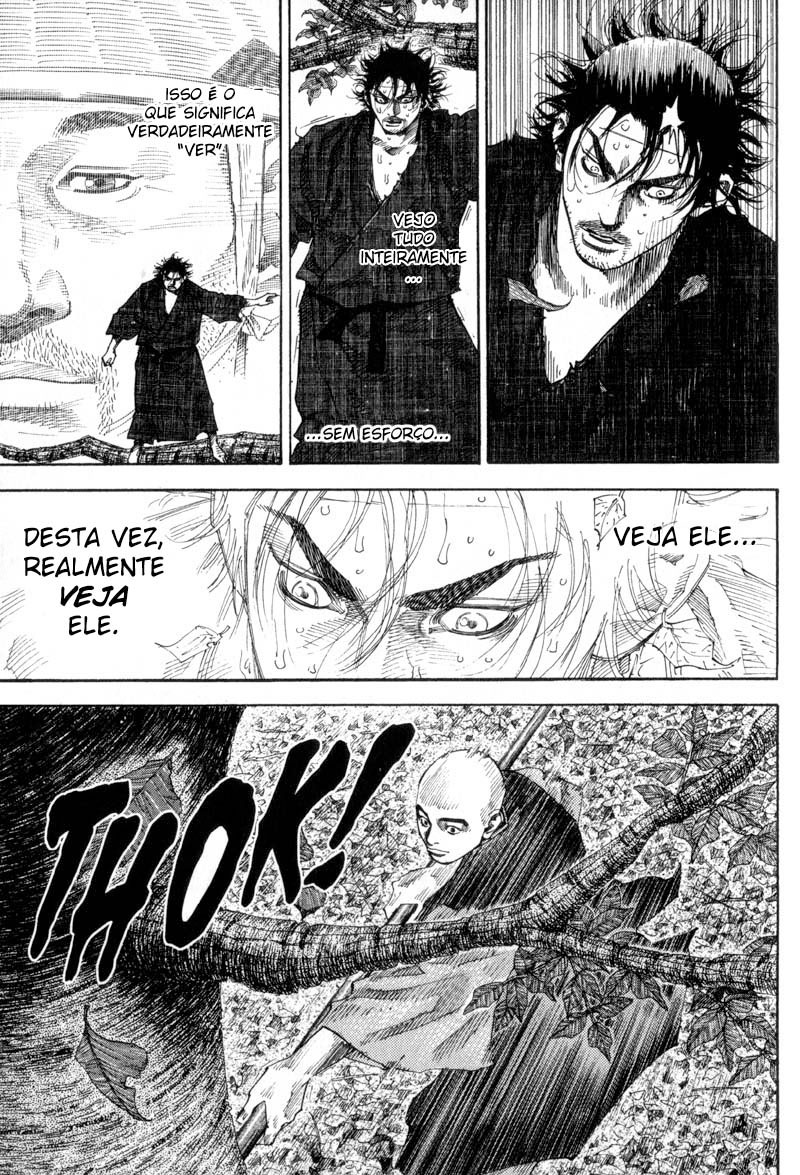 VEJO
TUDO
INTEIRAMENTE
...
...SEM ESFORÇO...
ISSO É O
QUE SIGNIFICA
VERDADEIRAMENTE
“VER”.
VEJA ELE...
DESTA VEZ,
REALMENTE
VEJA
ELE.
THOK!